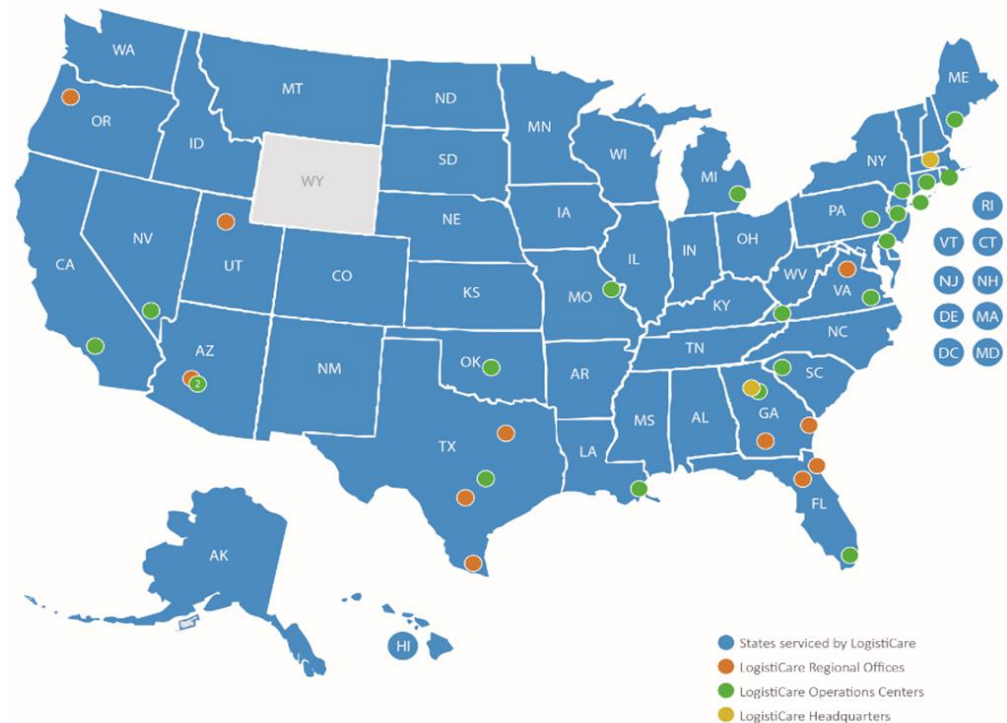 WA
MT
ND
MN
ME
OR
ID
SD
WI
NY
WY
MI
RI
NE
IA
PA
VT
CT
NV
IL
IN
OH
CA
UT
CO
WV
NJ
NH
KS
MO
KY
VA
DE
MA
NC
AZ
TN
DC
MD
NM
OK
AR
SC
2
MS
AL
GA
TX
LA
FL
AK
HI
States serviced by LogistiCare
LogistiCare Regional Offices
LogistiCare Operations Centers
LogistiCare Headquarters